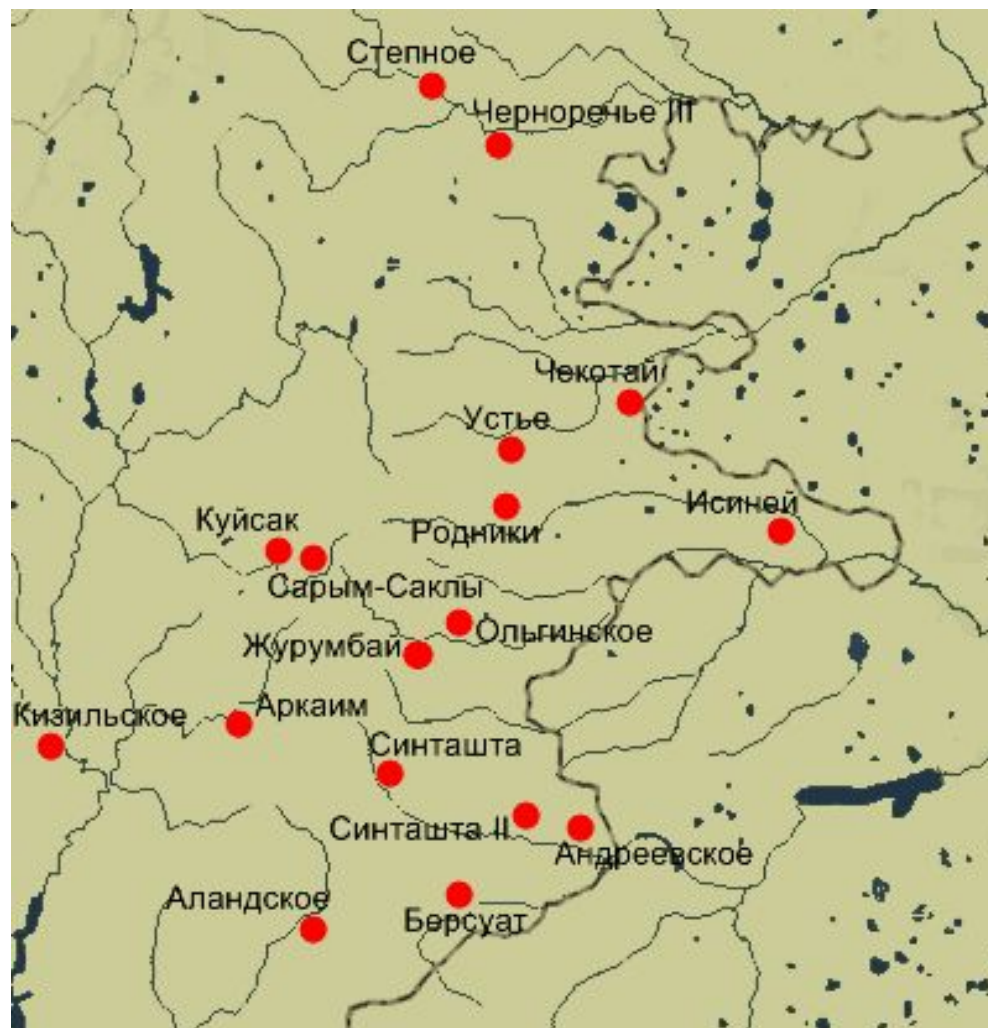 Степное
Черноречье III
Чекотай
Устье
Исиней
Куйсак
Родники
Сарым-Саклы
Ольгинское
Журумбай
Аркаим
Кизильское
Синташта
Синташта II
Андреевское
Аландское
Берсуат